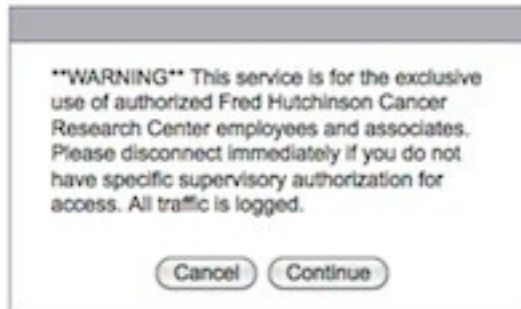 **WARNING** This service is for the exclusive
use of authorized Fred Hutchinson Cancer
Research Center employees and associates.
Please disconnect immediately if you do not
have specific supervisory authorization for
access. All traffic is logged.
Cancel Continue